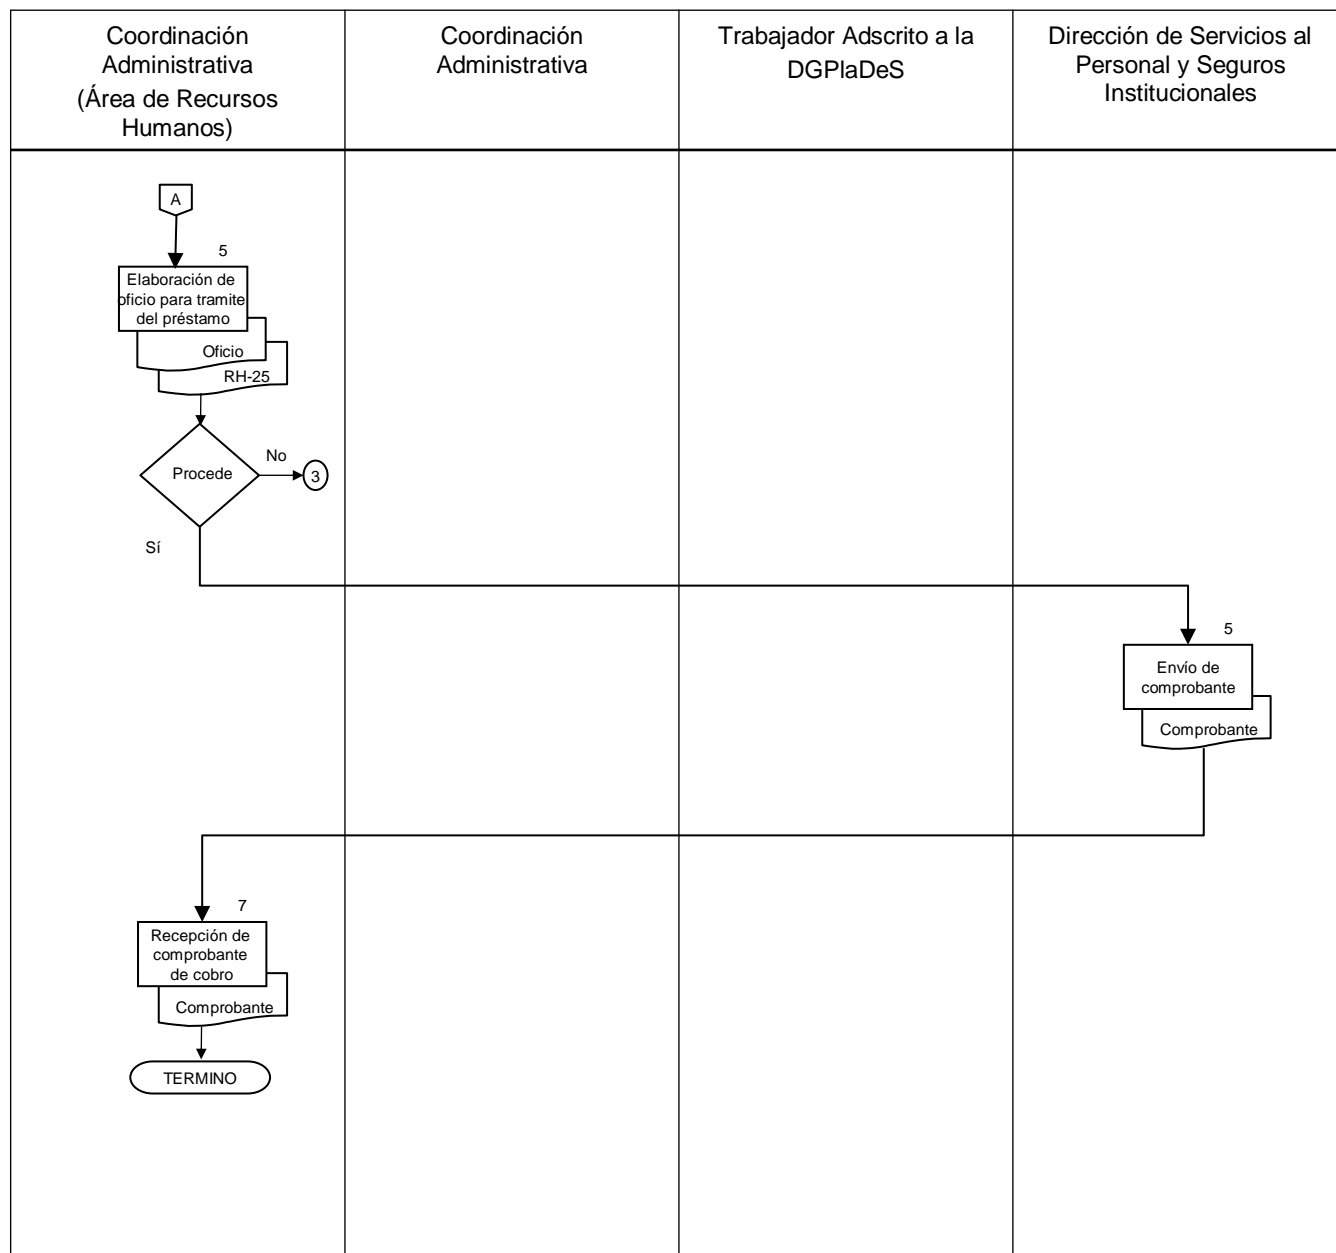 Coordinación
Administrativa
(Área de Recursos
Humanos)
Coordinación
Administrativa
Trabajador Adscrito a la
DGPlaDeS
Dirección de Servicios al
Personal y Seguros
Institucionales
A
5
Elaboración de
oficio para tramite
del préstamo
Oficio
RH-25
Procede
No
3
Sí
5
Envío de
comprobante
Comprobante
7
Recepción de
comprobante
de cobro
Comprobante
TERMINO